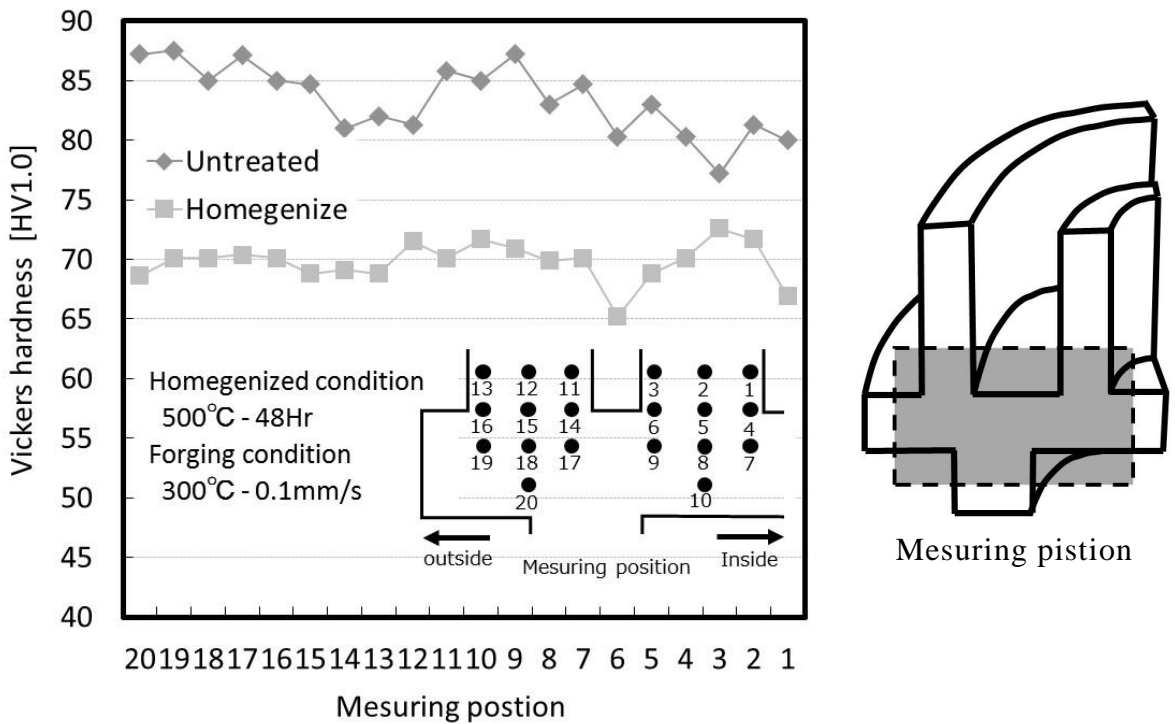 90
85
80
75
70
65
60
55
50
45
40
Vickers hardness [HV1.0]
Untreated
Homegenize
Homegenized condition
500℃ - 48Hr
Forging condition
300℃ - 0.1mm/s
13 12 11 3 2 1
16 15 14 6 5 4
19 18 17 9 8 7
20 10
outside Mesuring position Inside
20 19 18 17 16 15 14 13 12 11 10 9 8 7 6 5 4 3 2 1
Mesuring postion
Mesuring pistion